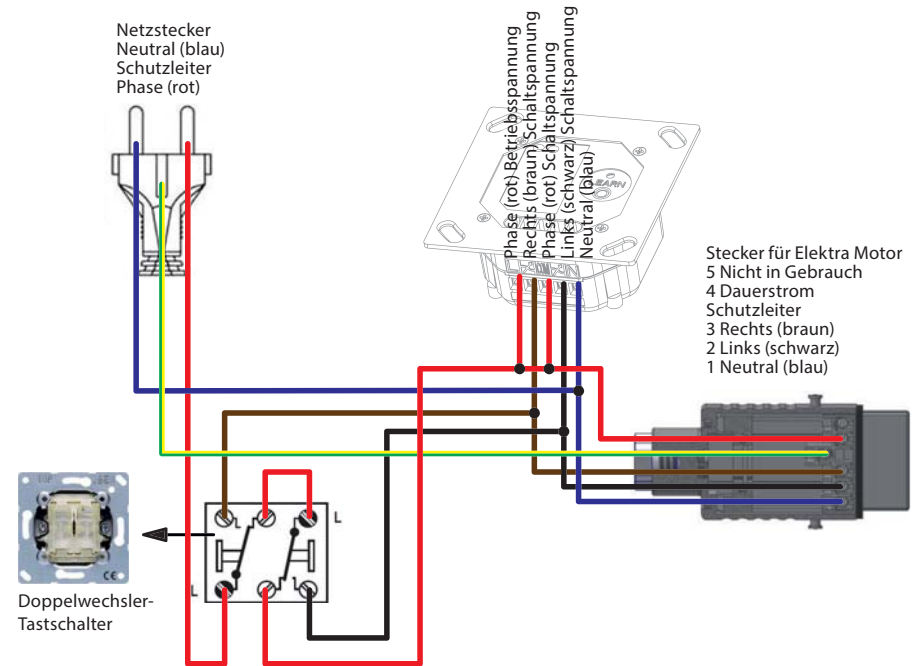 Netzstecker
Neutral (blau)
Schutzleiter
Phase (rot)
Phase (rot) Betriebsspannung
Rechts (braun) Schaltspannung
Phase (rot) Schaltspannung
Links (schwarz) Schaltspannung
Neutral (blau)
LEARN
Stecker für Elektra Motor
5 Nicht in Gebrauch
4 Dauerstrom
Schutzleiter
3 Rechts (braun)
2 Links (schwarz)
1 Neutral (blau)
L
L
L
CE
Doppelwechsler-
Tastschalter